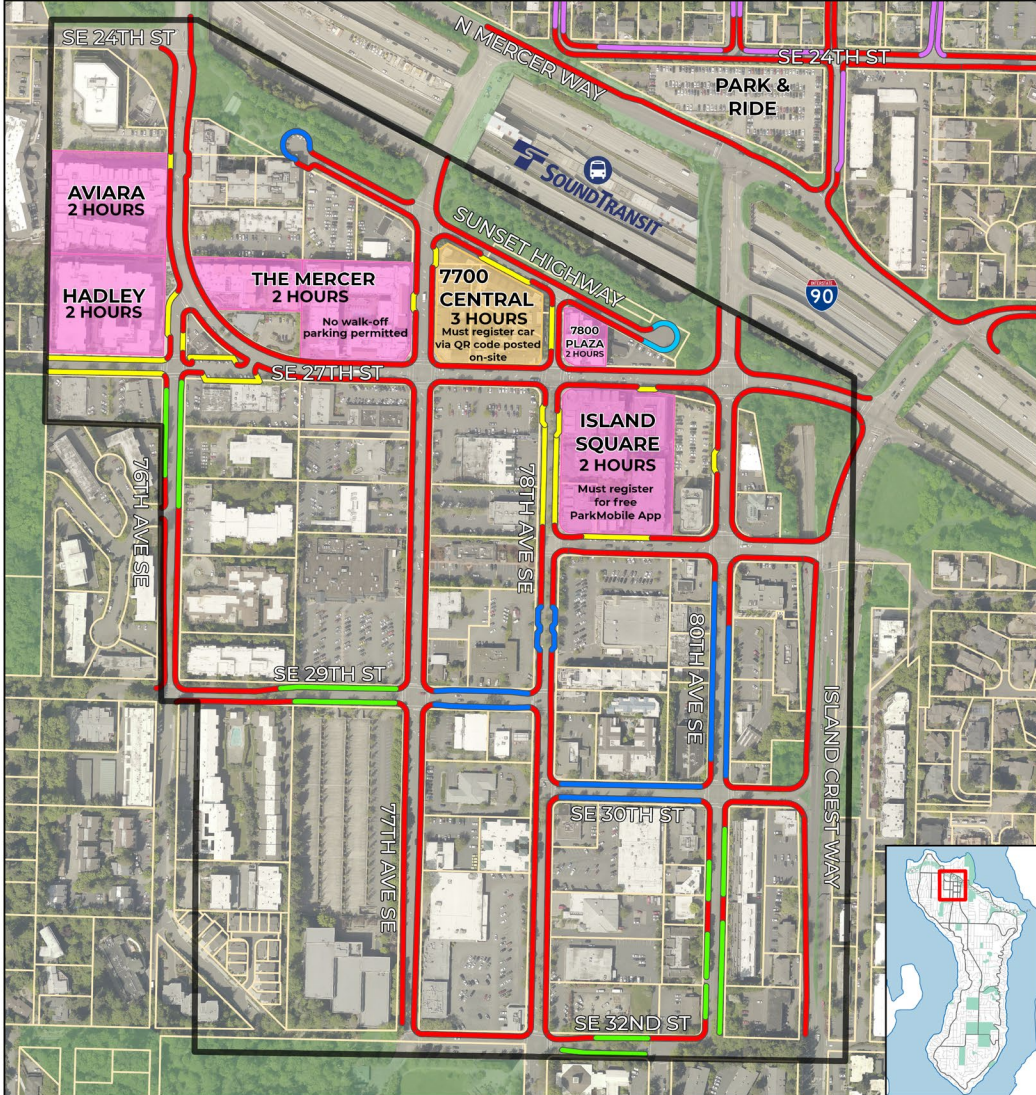 SE 24TH ST
N MERCER WAY
SE 24TH ST
PARK &
RIDE
SOUNDTRANSIT
AVIARA
2 HOURS
SUNSET HIGHWAY
HADLEY
2 HOURS
THE MERCER
2 HOURS
No walk-off
parking permitted
7700
CENTRAL
3 HOURS
Must register car
via QR code posted
on-site
INTERSTATE
90
7800
PLAZA
2 HOURS
SE 27TH ST
ISLAND
SQUARE
2 HOURS
Must register
for free
ParkMobile App
76TH AVE SE
78TH AVE SE
80TH AVE SE
SE 29TH ST
ISLAND CREST WAY
77TH AVE SE
SE 30TH ST
SE 32ND ST